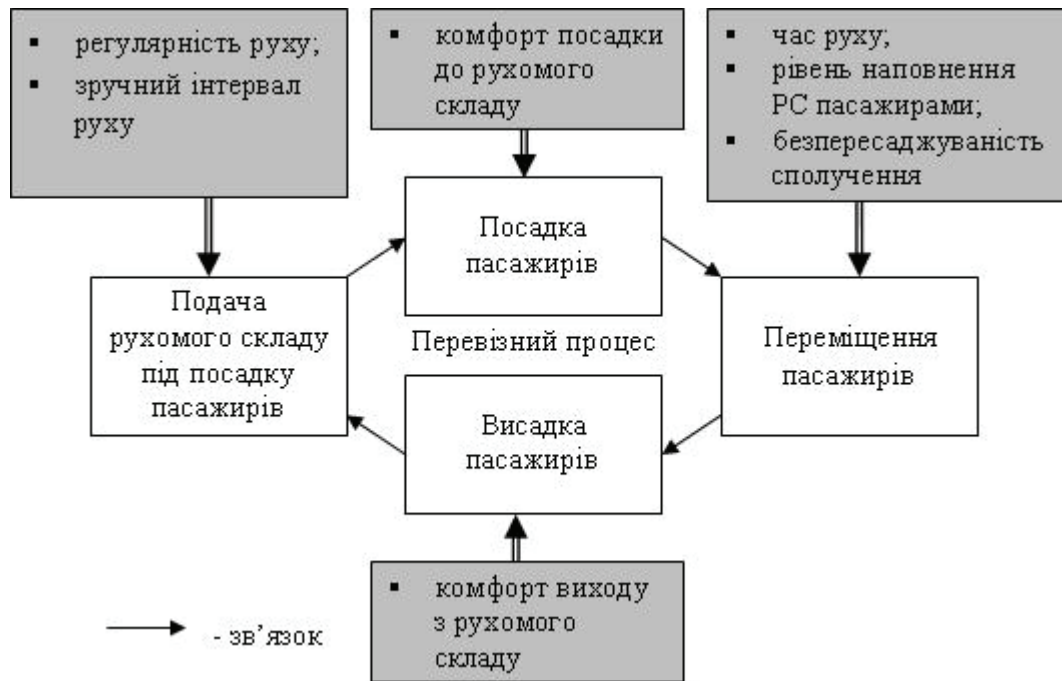 ▪ регулярність руху;
▪ зручний інтервал
руху
▪ комфорт посадки
до рухомого
складу
▪ час руху;
▪ рівень наповнення
РС пасажирами;
▪ безпересаджуваність
сполучення
Посадка
пасажирів
Подача
рухомого складу
під посадку
пасажирів
Перевізний процес
Переміщення
пасажирів
Висадка
пасажирів
▪ комфорт виходу
з рухомого
складу
- зв’язок